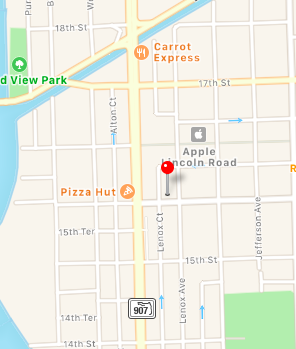 18th St
Carrot
Express
d View Park
17th St
Alton Ct
Apple
Lincoln Road
R
Pizza Hut
15th Ter
Lenox Ct
Jefferson Ave
15th St
Lenox Ave
907
14th Ter
14th St